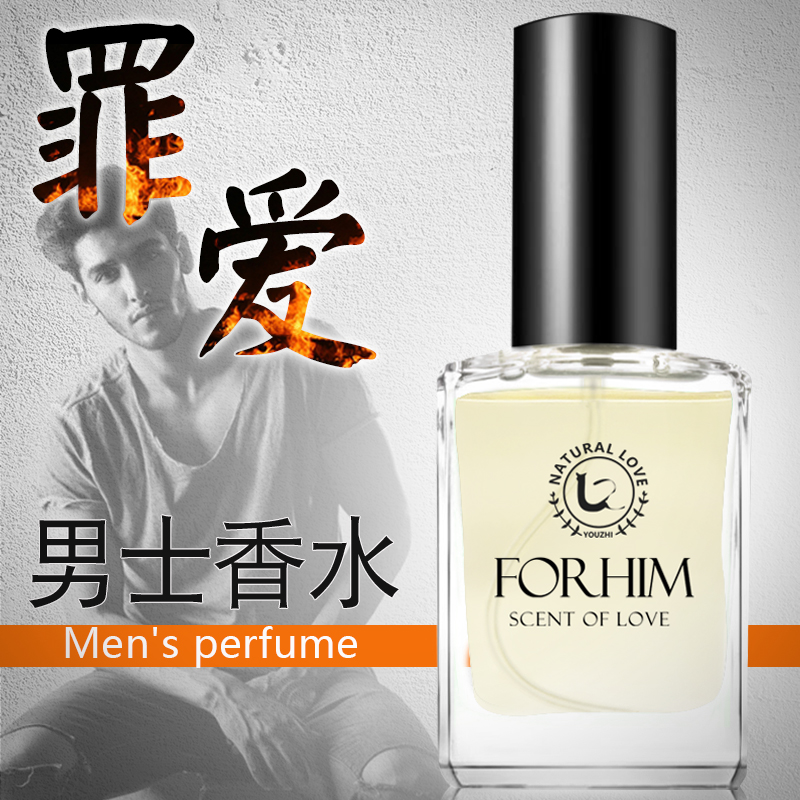 罪
爱
男士香水
Men's perfume
NATURAL LOVE
YOUZHI
FORHIM
SCENT OF LOVE